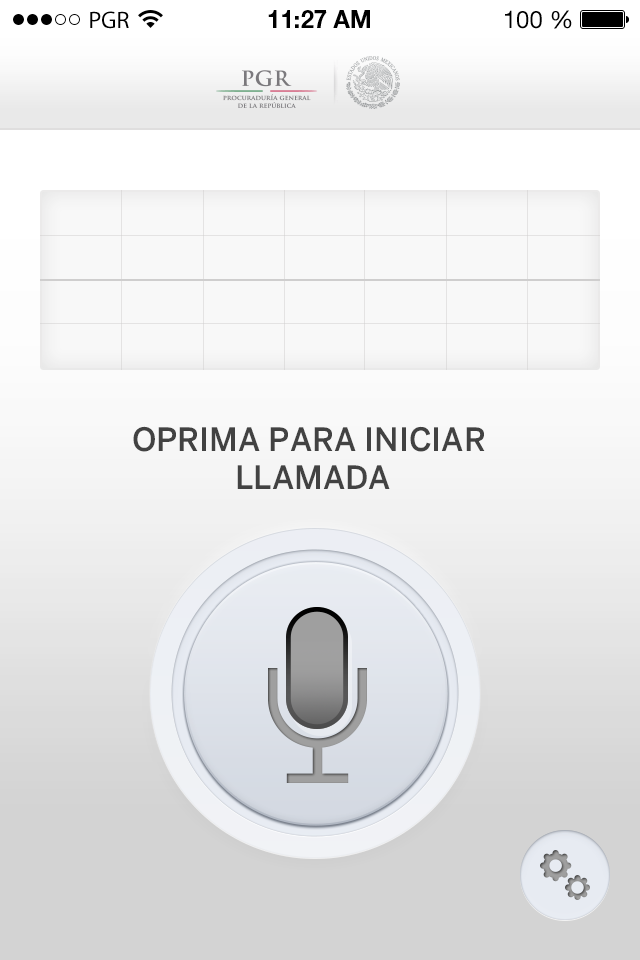 PGR 11:27 AM 100 %
PGR
PROCURADURÍA GENERAL
DE LA REPÚBLICA
ESTADOS UNIDOS MEXICANOS
OPRIMA PARA INICIAR
LLAMADA